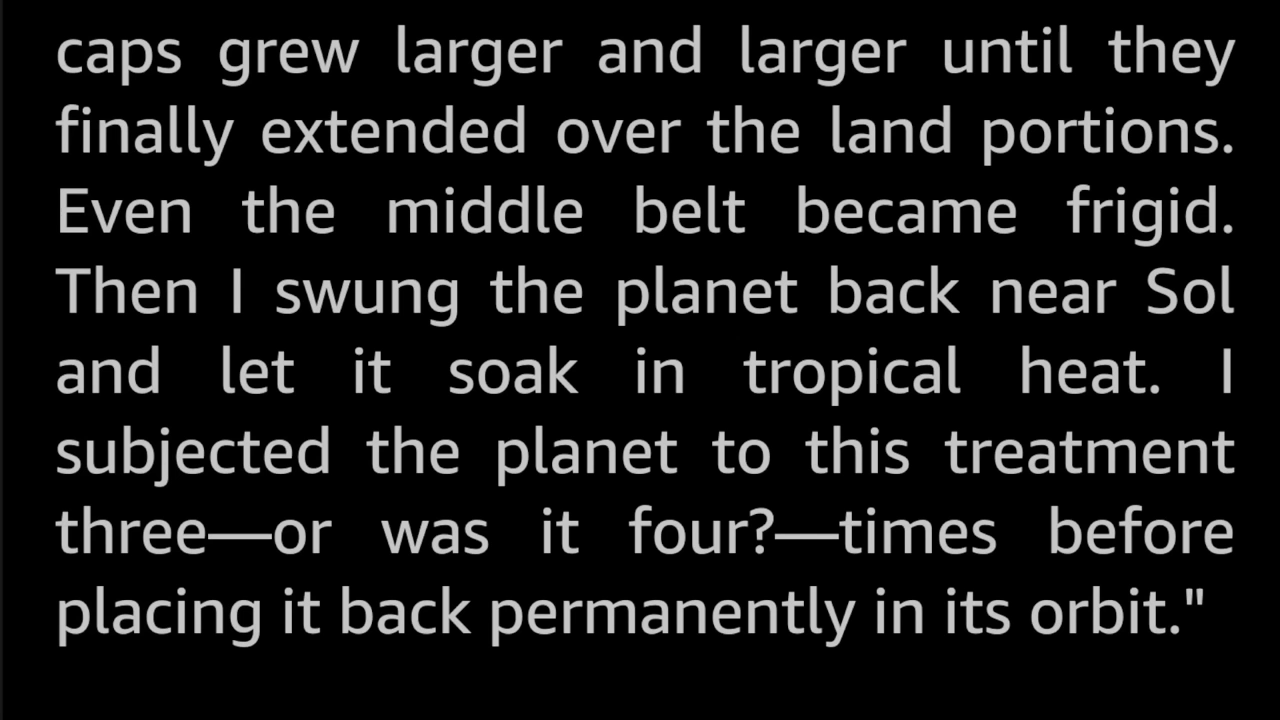 caps grew larger and larger until they
finally extended over the land portions.
Even the middle belt became frigid.
Then I swung the planet back near Sol
and let it soak in tropical heat. I
subjected the planet to this treatment
three—or was it four?—times before
placing it back permanently in its orbit."